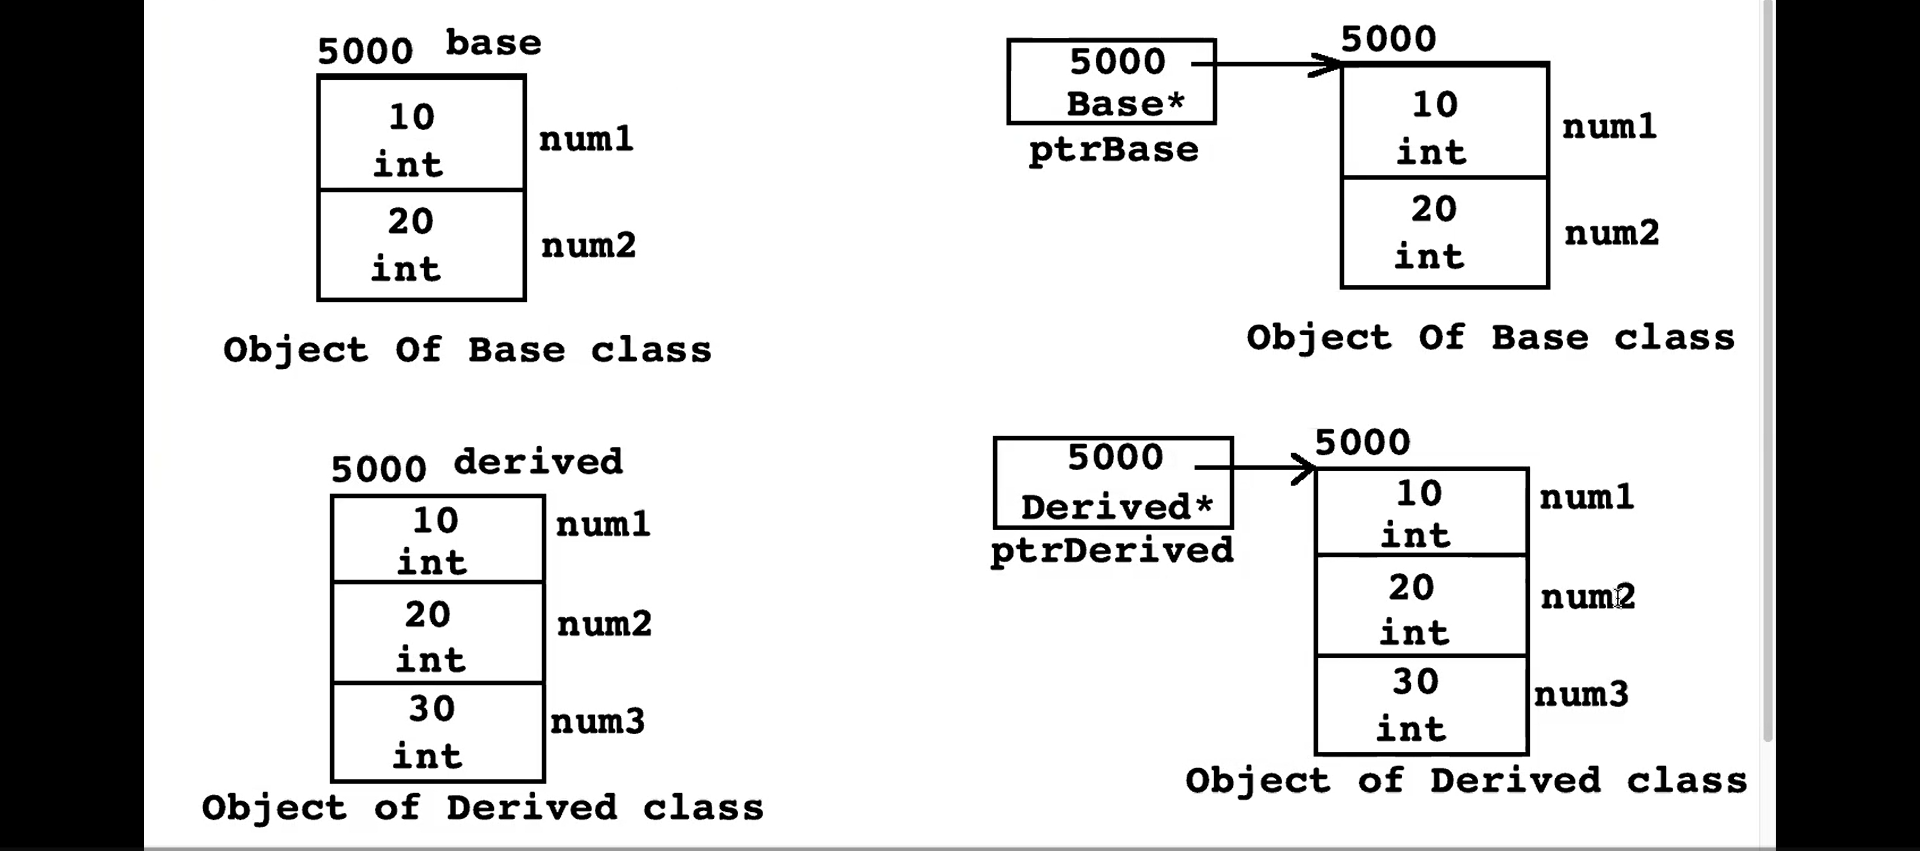 5000 base
10
int
num1
20
int
num2
Object Of Base class
5000
Base*
ptrBase
5000
10
int
num1
20
int
num2
Object Of Base class
5000 derived
10
int
num1
20
int
num2
30
int
num3
Object of Derived class
5000
Derived*
ptrDerived
5000
10
int
num1
20
int
num2
30
int
num3
Object of Derived class